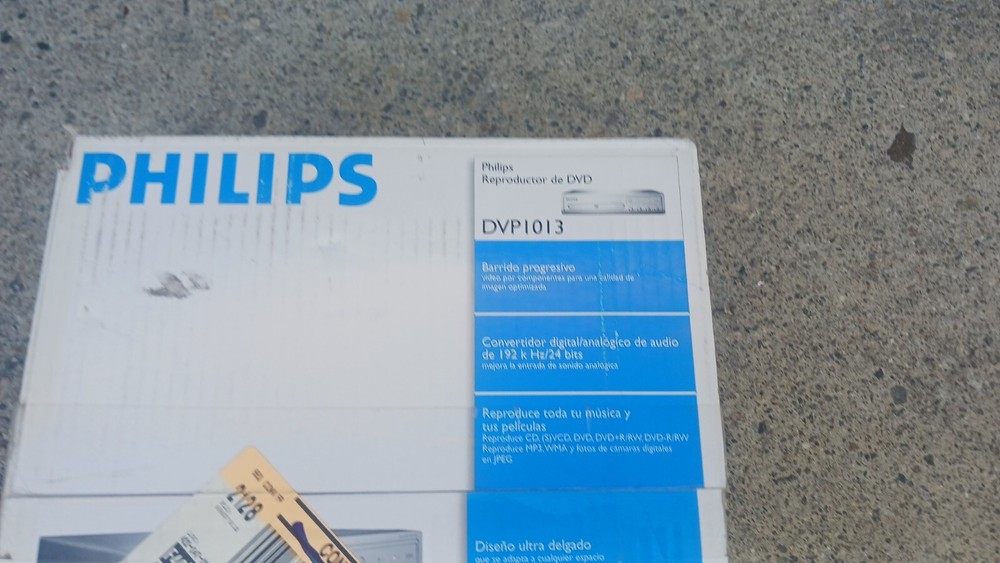 PHILIPS
Philips
Reproductor de DVD
DVP1013
Barrido progresivo
video por componentes para una calidad de
imagen optimizada
Convertidor digital/analógico de audio
de 192 k Hz/24 bits
mejora la entrada de sonido analógica
Reproduce toda tu música y
tus películas
Reproduce CD, (S)VCD, DVD, DVD+R/RW, DVD-R/RW
Reproduce MP3, WMA y fotos de cámaras digitales
en JPEG
Diseño ultra delgado
que se adapta a cualquier espacio
2128